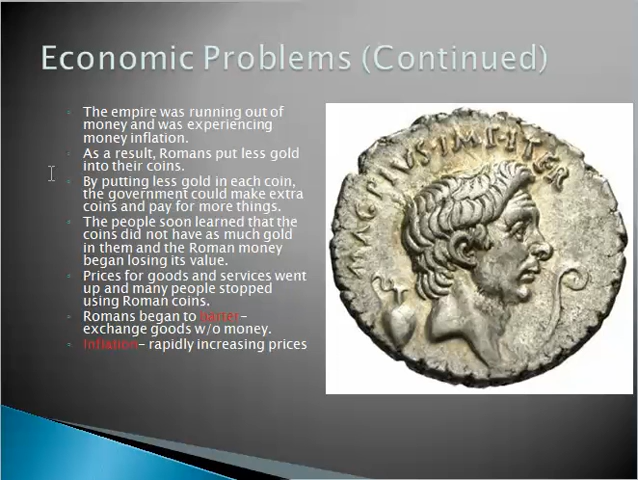 Economic Problems (Continued)
The empire was running out of
money and was experiencing
money inflation.
As a result, Romans put less gold
into their coins.
By putting less gold in each coin,
the government could make extra
coins and pay for more things.
The people soon learned that the
coins did not have as much gold
in them and the Roman money
began losing its value.
Prices for goods and services went
up and many people stopped
using Roman coins.
Romans began to barter-
exchange goods w/o money.
Inflation- rapidly increasing prices
MAG·PIVS·IMP·ITER